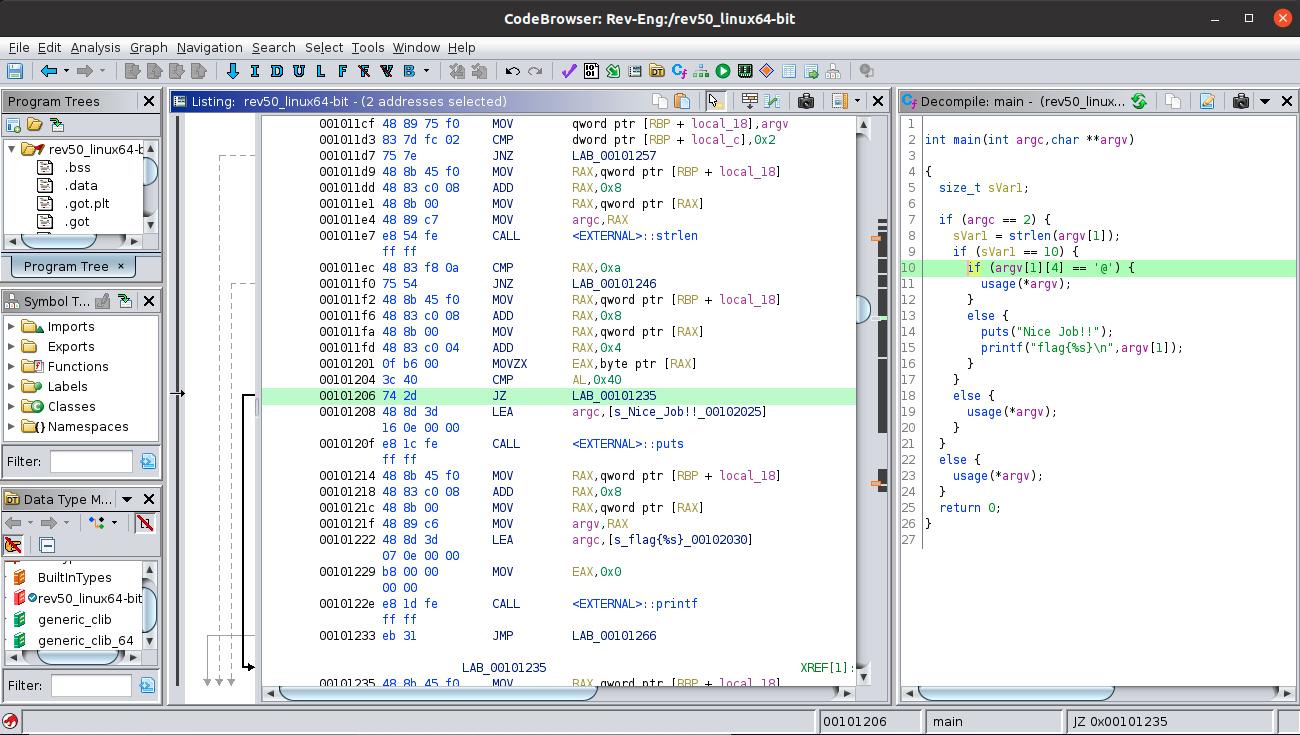 CodeBrowser: Rev-Eng:/rev50_linux64-bit
File Edit Analysis Graph Navigation Search Select Tools Window Help
I D U L F B
Program Trees
rev50_linux64-b
.bss
.data
.got.plt
.got
Program Tree ×
Symbol T...
Imports
Exports
Functions
Labels
Classes
Namespaces
Filter:
Data Type M...
BuiltInTypes
rev50_linux64-bit
generic_clib
generic_clib_64
Filter:
Listing: rev50_linux64-bit - (2 addresses selected)
001011cf 48 89 75 f0 MOV qword ptr [RBP + local_18],argv
001011d3 83 7d fc 02 CMP dword ptr [RBP + local_c],0x2
001011d7 75 7e JNZ LAB_00101257
001011d9 48 8b 45 f0 MOV RAX,qword ptr [RBP + local_18]
001011dd 48 83 c0 08 ADD RAX,0x8
001011e1 48 8b 00 MOV RAX,qword ptr [RAX]
001011e4 48 89 c7 MOV argc,RAX
001011e7 e8 54 fe CALL <EXTERNAL>::strlen
ff ff
001011ec 48 83 f8 0a CMP RAX,0xa
001011f0 75 54 JNZ LAB_00101246
001011f2 48 8b 45 f0 MOV RAX,qword ptr [RBP + local_18]
001011f6 48 83 c0 08 ADD RAX,0x8
001011fa 48 8b 00 MOV RAX,qword ptr [RAX]
001011fd 48 83 c0 04 ADD RAX,0x4
00101201 0f b6 00 MOVZX EAX,byte ptr [RAX]
00101204 3c 40 CMP AL,0x40
00101206 74 2d JZ LAB_00101235
00101208 48 8d 3d LEA argc,[s_Nice_Job!!_00102025]
16 0e 00 00
0010120f e8 1c fe CALL <EXTERNAL>::puts
ff ff
00101214 48 8b 45 f0 MOV RAX,qword ptr [RBP + local_18]
00101218 48 83 c0 08 ADD RAX,0x8
0010121c 48 8b 00 MOV RAX,qword ptr [RAX]
0010121f 48 89 c6 MOV argv,RAX
00101222 48 8d 3d LEA argc,[s_flag{%s}_00102030]
07 0e 00 00
00101229 b8 00 00 MOV EAX,0x0
00 00
0010122e e8 1d fe CALL <EXTERNAL>::printf
ff ff
00101233 eb 31 JMP LAB_00101266
LAB_00101235 XREF[1]:
00101235 48 8b 45 f0 MOV RAX,qword ptr [RBP + local_18]
Decompile: main - (rev50_linux...
1
2 int main(int argc,char **argv)
3
4 {
5 size_t sVar1;
6
7 if (argc == 2) {
8 sVar1 = strlen(argv[1]);
9 if (sVar1 == 10) {
10 if (argv[1][4] == '@') {
11 usage(*argv);
12 }
13 else {
14 puts("Nice Job!!");
15 printf("flag{%s}\n",argv[1]);
16 }
17 }
18 else {
19 usage(*argv);
20 }
21 }
22 else {
23 usage(*argv);
24 }
25 return 0;
26 }
27
00101206 main JZ 0x00101235